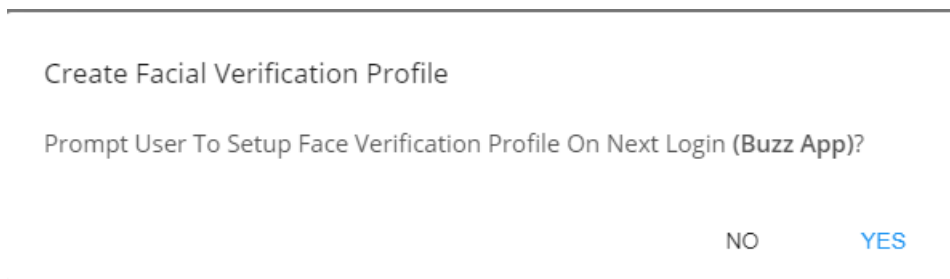 Create Facial Verification Profile
Prompt User To Setup Face Verification Profile On Next Login (Buzz App)?
NO YES